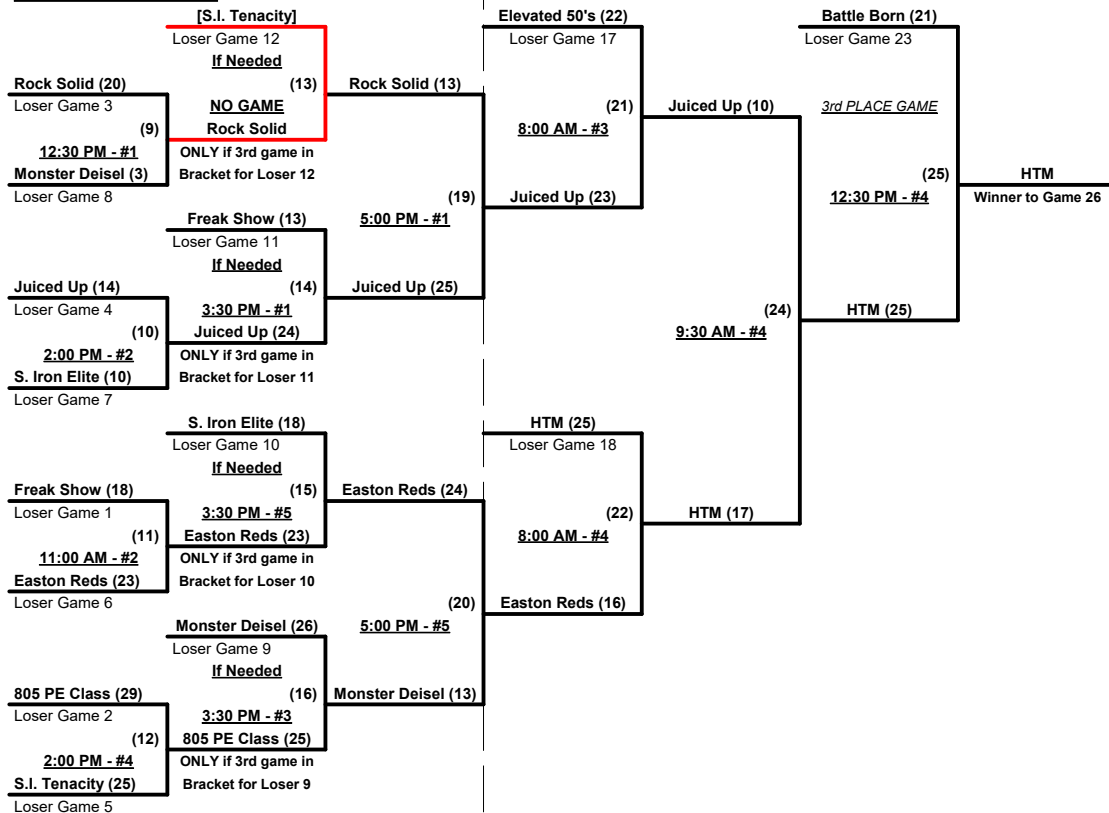 [S.I. Tenacity]
Loser Game 12
If Needed
(13)
NO GAME
Rock Solid
ONLY if 3rd game in
Bracket for Loser 12
Rock Solid (20)
Loser Game 3
(9)
12:30 PM - #1
Monster Deisel (3)
Loser Game 8
Freak Show (13)
Loser Game 11
If Needed
(14)
3:30 PM - #1
Juiced Up (24)
ONLY if 3rd game in
Bracket for Loser 11
Juiced Up (14)
Loser Game 4
(10)
2:00 PM - #2
S. Iron Elite (10)
Loser Game 7
S. Iron Elite (18)
Loser Game 10
If Needed
(15)
3:30 PM - #5
Easton Reds (23)
ONLY if 3rd game in
Bracket for Loser 10
Freak Show (18)
Loser Game 1
(11)
11:00 AM - #2
Easton Reds (23)
Loser Game 6
Monster Deisel (26)
Loser Game 9
If Needed
(16)
3:30 PM - #3
805 PE Class (25)
ONLY if 3rd game in
Bracket for Loser 9
805 PE Class (29)
Loser Game 2
(12)
2:00 PM - #4
S.I. Tenacity (25)
Loser Game 5
Rock Solid (13)
(19)
5:00 PM - #1
Juiced Up (25)
Easton Reds (24)
(20)
5:00 PM - #5
Monster Deisel (13)
Elevated 50's (22)
Loser Game 17
(21)
8:00 AM - #3
Juiced Up (23)
HTM (25)
Loser Game 18
(22)
8:00 AM - #4
Easton Reds (16)
Juiced Up (10)
(24)
9:30 AM - #4
HTM (17)
Battle Born (21)
Loser Game 23
3rd PLACE GAME
(25)
12:30 PM - #4
HTM (25)
HTM
Winner to Game 26